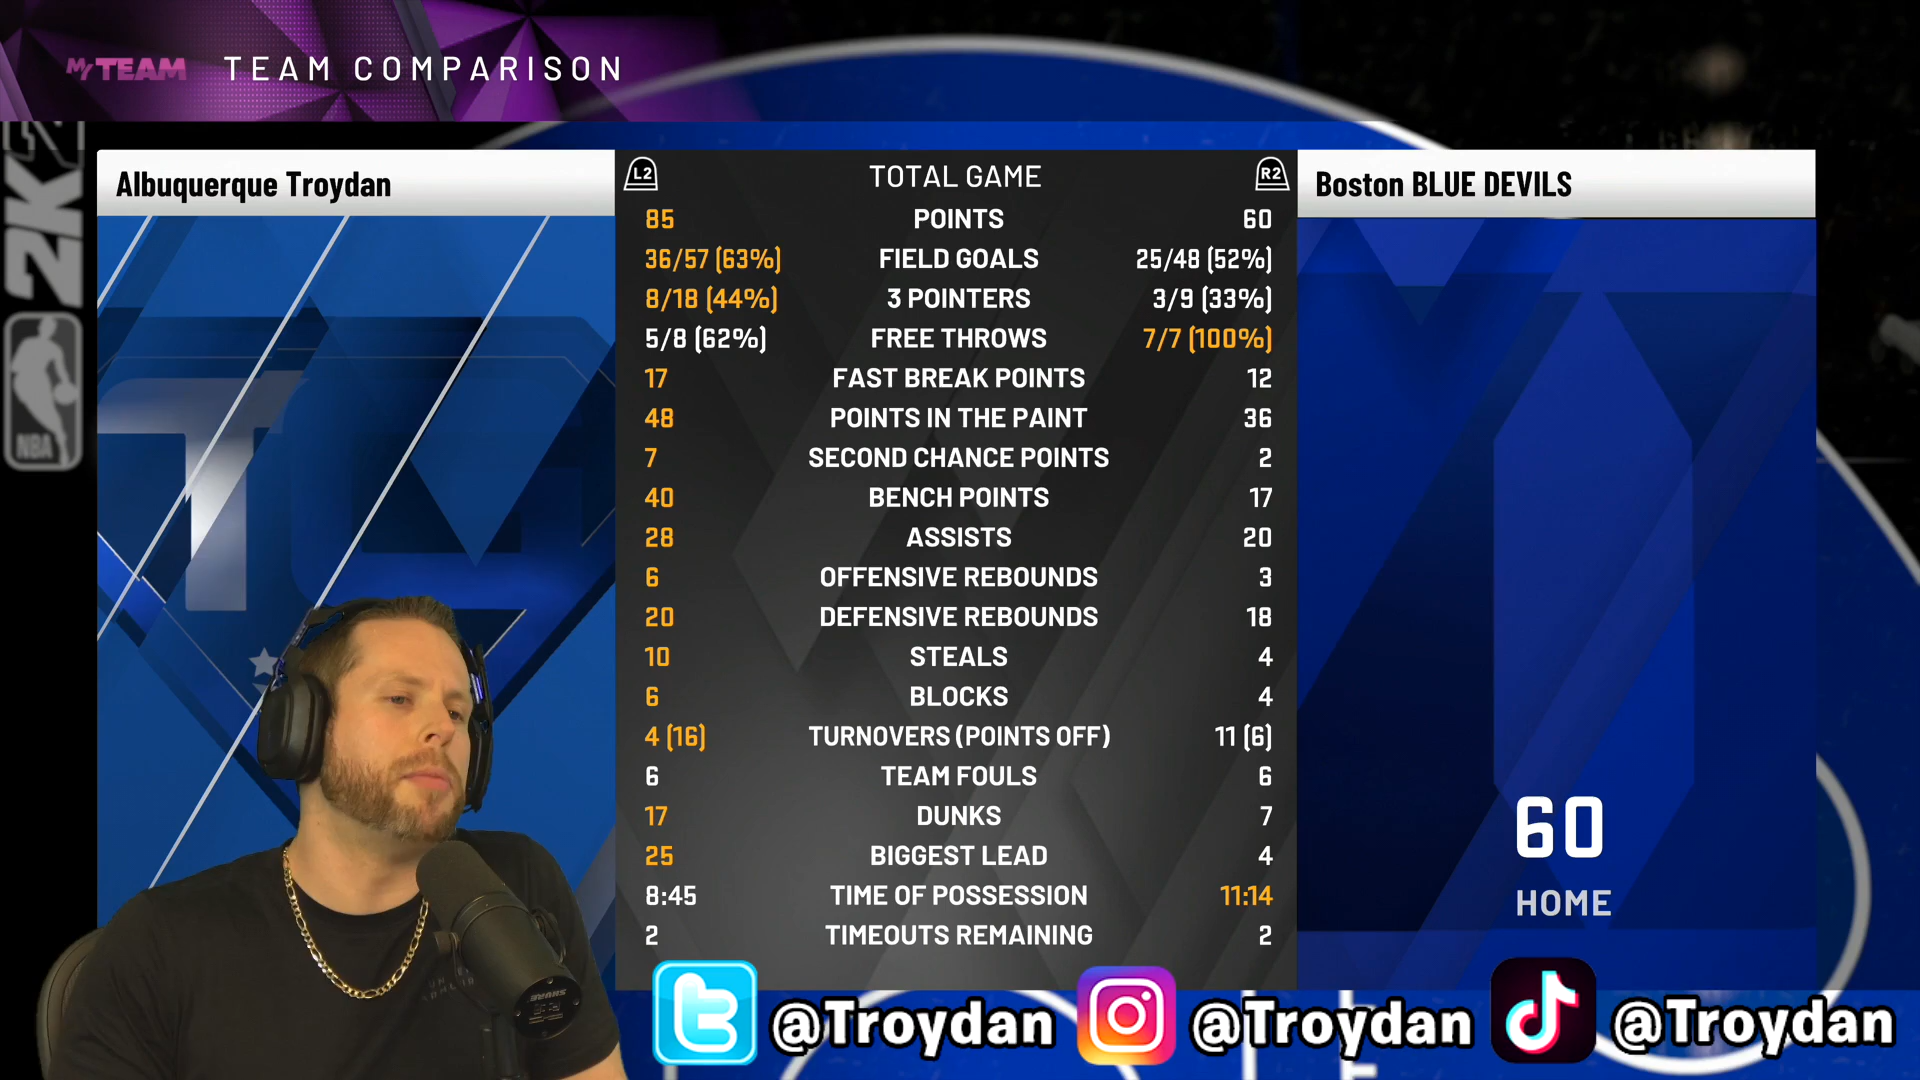 MyTEAM TEAM COMPARISON
2K21
NBA
Albuquerque Troydan
L2 TOTAL GAME R2
Boston BLUE DEVILS
85 POINTS 60
36/57 (63%) FIELD GOALS 25/48 (52%)
8/18 (44%) 3 POINTERS 3/9 (33%)
5/8 (62%) FREE THROWS 7/7 (100%)
17 FAST BREAK POINTS 12
48 POINTS IN THE PAINT 36
7 SECOND CHANCE POINTS 2
40 BENCH POINTS 17
28 ASSISTS 20
6 OFFENSIVE REBOUNDS 3
20 DEFENSIVE REBOUNDS 18
10 STEALS 4
6 BLOCKS 4
4 (16) TURNOVERS (POINTS OFF) 11 (6)
6 TEAM FOULS 6
17 DUNKS 7
25 BIGGEST LEAD 4
8:45 TIME OF POSSESSION 11:14
2 TIMEOUTS REMAINING 2
60
HOME
SHURE
@Troydan @Troydan @Troydan